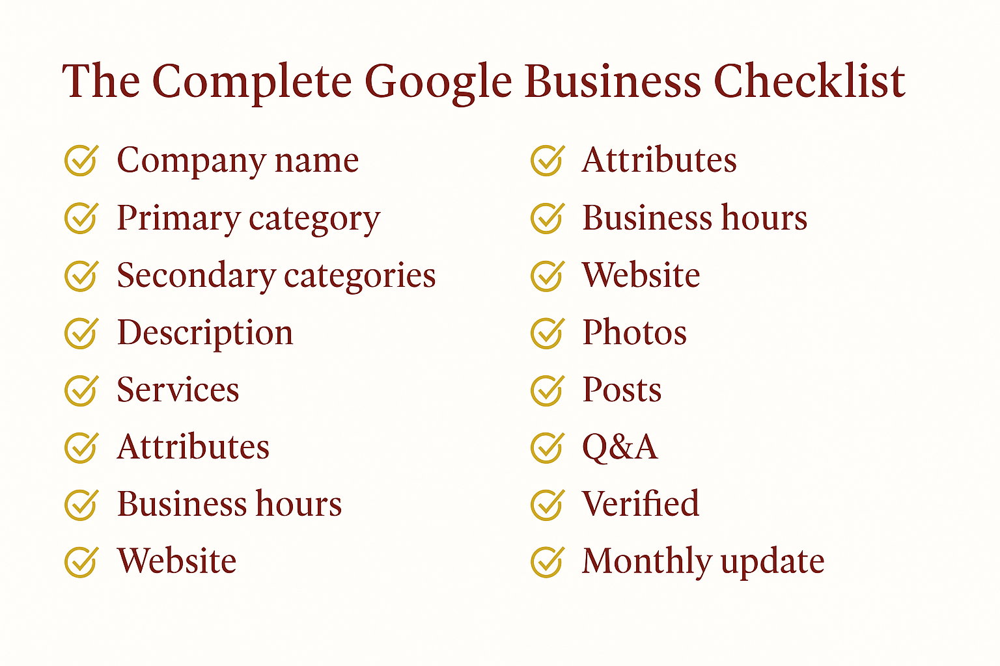 The Complete Google Business Checklist
Company name
Primary category
Secondary categories
Description
Services
Attributes
Business hours
Website
Attributes
Business hours
Website
Photos
Posts
Q&A
Verified
Monthly update